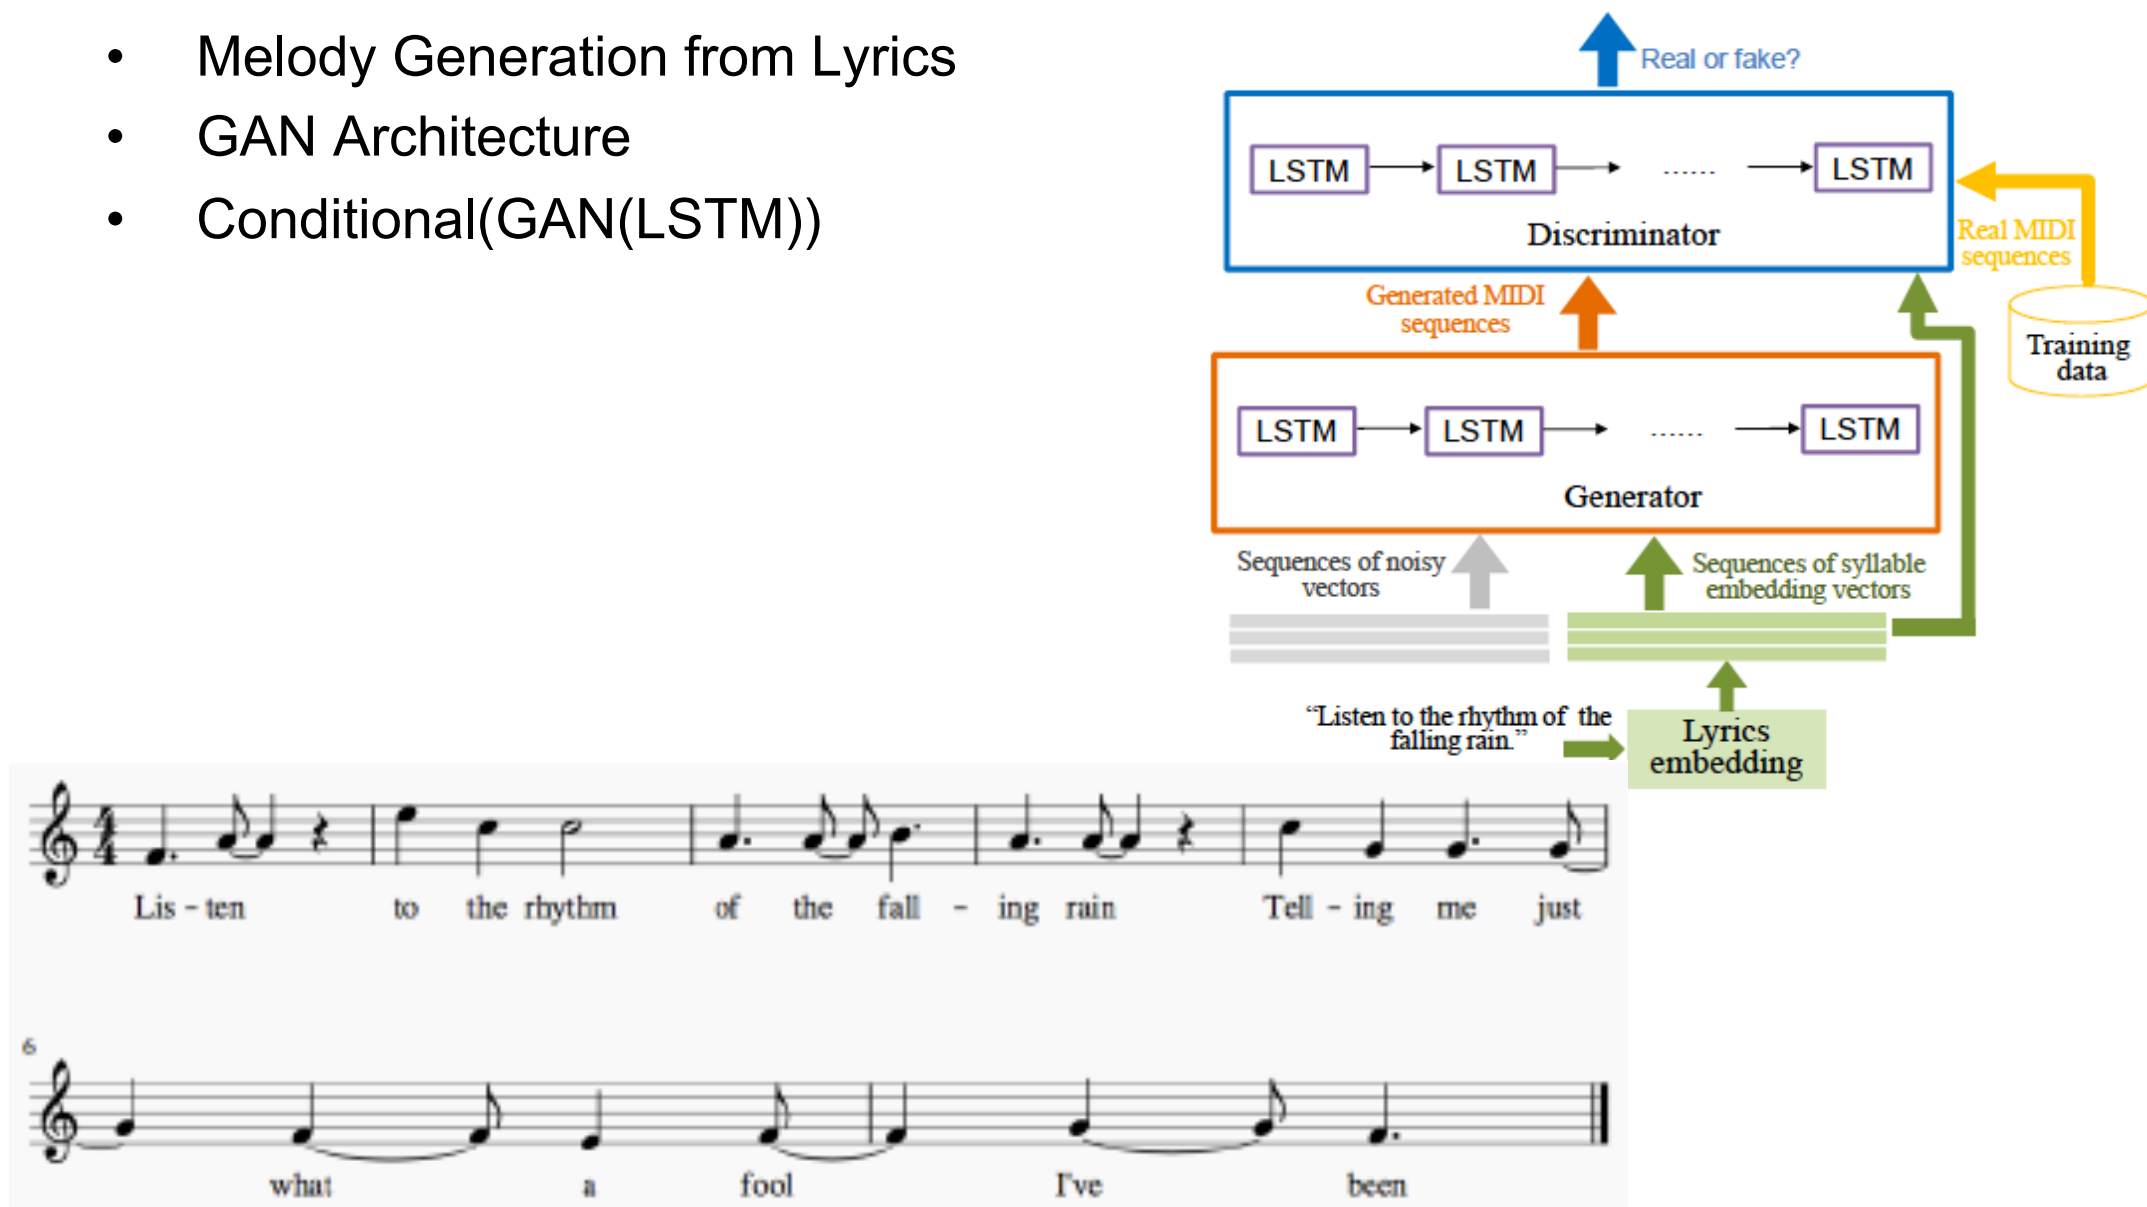 • Melody Generation from Lyrics
• GAN Architecture
• Conditional(GAN(LSTM))
Real or fake?
LSTM LSTM ...... LSTM
Discriminator
Real MIDI
sequences
Generated MIDI
sequences
Training
data
LSTM LSTM ...... LSTM
Generator
Sequences of noisy
vectors
Sequences of syllable
embedding vectors
“Listen to the rhythm of the
falling rain.”
Lyrics
embedding
4
4
Lis - ten to the rhythm of the fall - ing rain Tell - ing me just
6
what a fool I've been